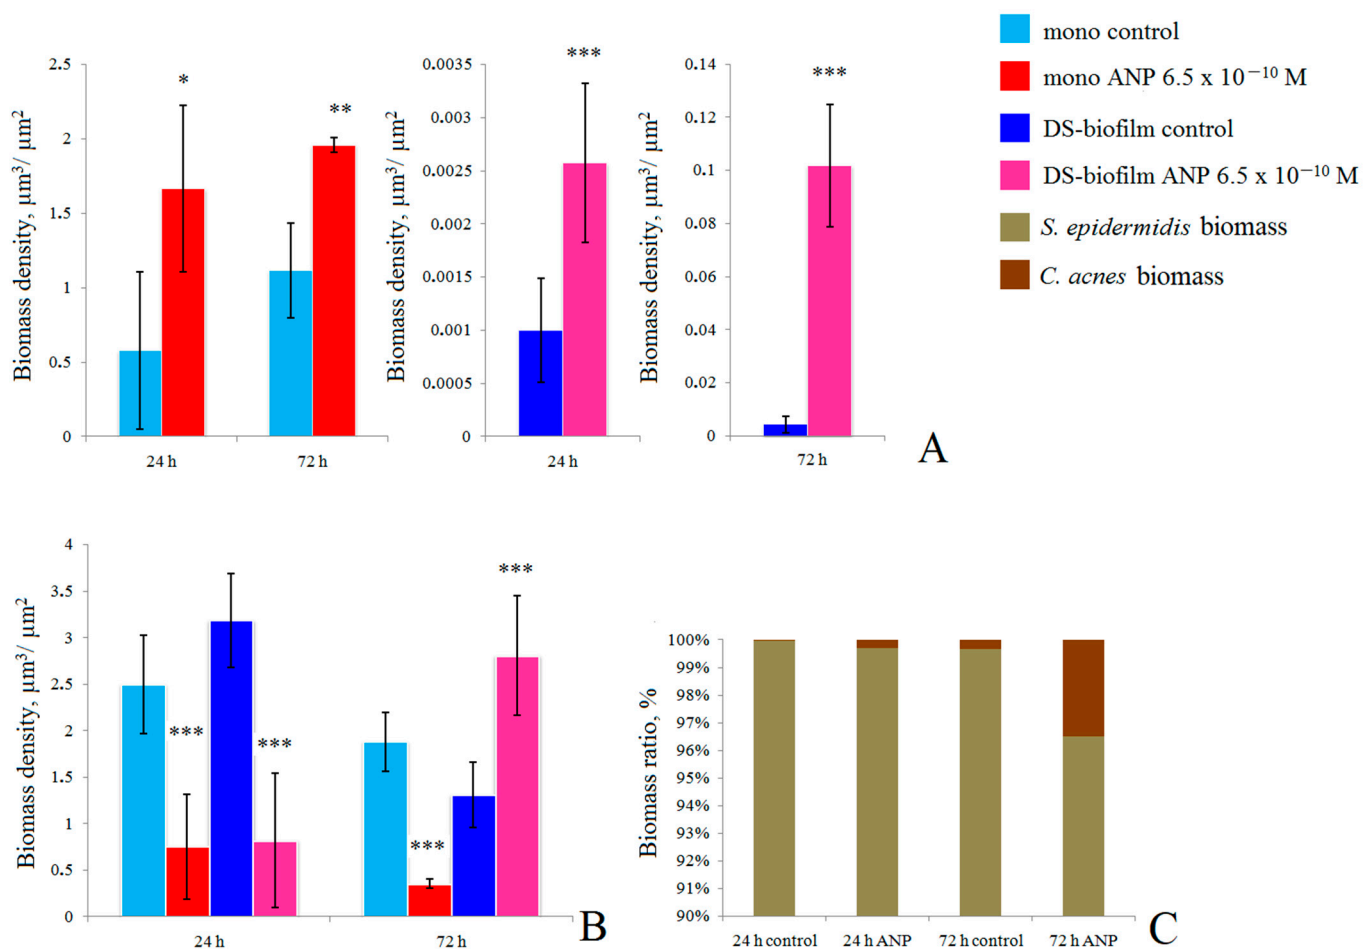 mono control
mono ANP 6.5 x 10⁻¹⁰ M
DS-biofilm control
DS-biofilm ANP 6.5 x 10⁻¹⁰ M
S. epidermidis biomass
C. acnes biomass
Biomass density, μm³/ μm²
2.5
2
1.5
1
0.5
0
*
**
24 h
72 h
Biomass density, μm³/ μm²
0.0035
0.003
0.0025
0.002
0.0015
0.001
0.0005
0
***
24 h
Biomass density, μm³/ μm²
0.14
0.12
0.1
0.08
0.06
0.04
0.02
0
***
72 h
A
Biomass density, μm³/ μm²
4
3.5
3
2.5
2
1.5
1
0.5
0
***
***
***
***
24 h
72 h
B
Biomass ratio, %
100%
99%
98%
97%
96%
95%
94%
93%
92%
91%
90%
24 h control
24 h ANP
72 h control
72 h ANP
C